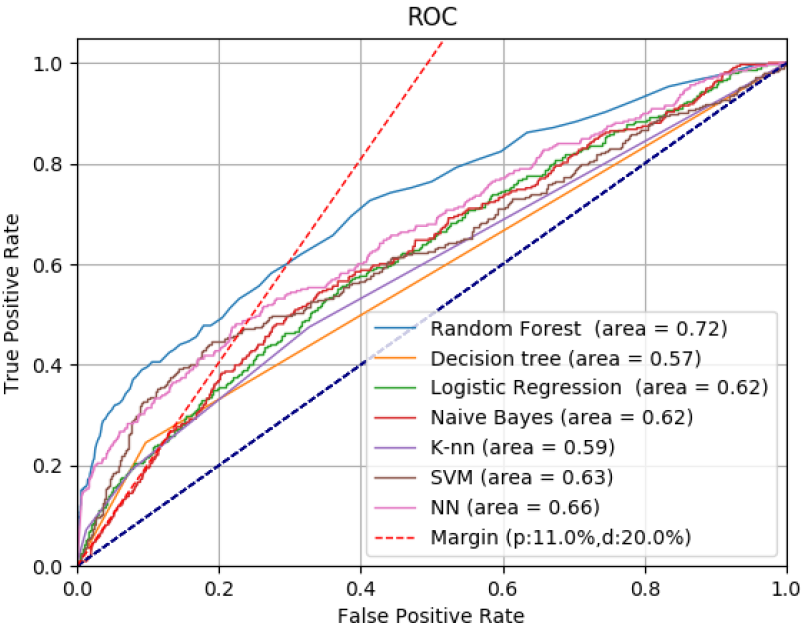 ROC
1.0
0.8
0.6
0.4
0.2
0.0
True Positive Rate
Random Forest  (area = 0.72)
Decision tree (area = 0.57)
Logistic Regression  (area = 0.62)
Naive Bayes (area = 0.62)
K-nn (area = 0.59)
SVM (area = 0.63)
NN (area = 0.66)
Margin (p:11.0%,d:20.0%)
0.0 0.2 0.4 0.6 0.8 1.0
False Positive Rate